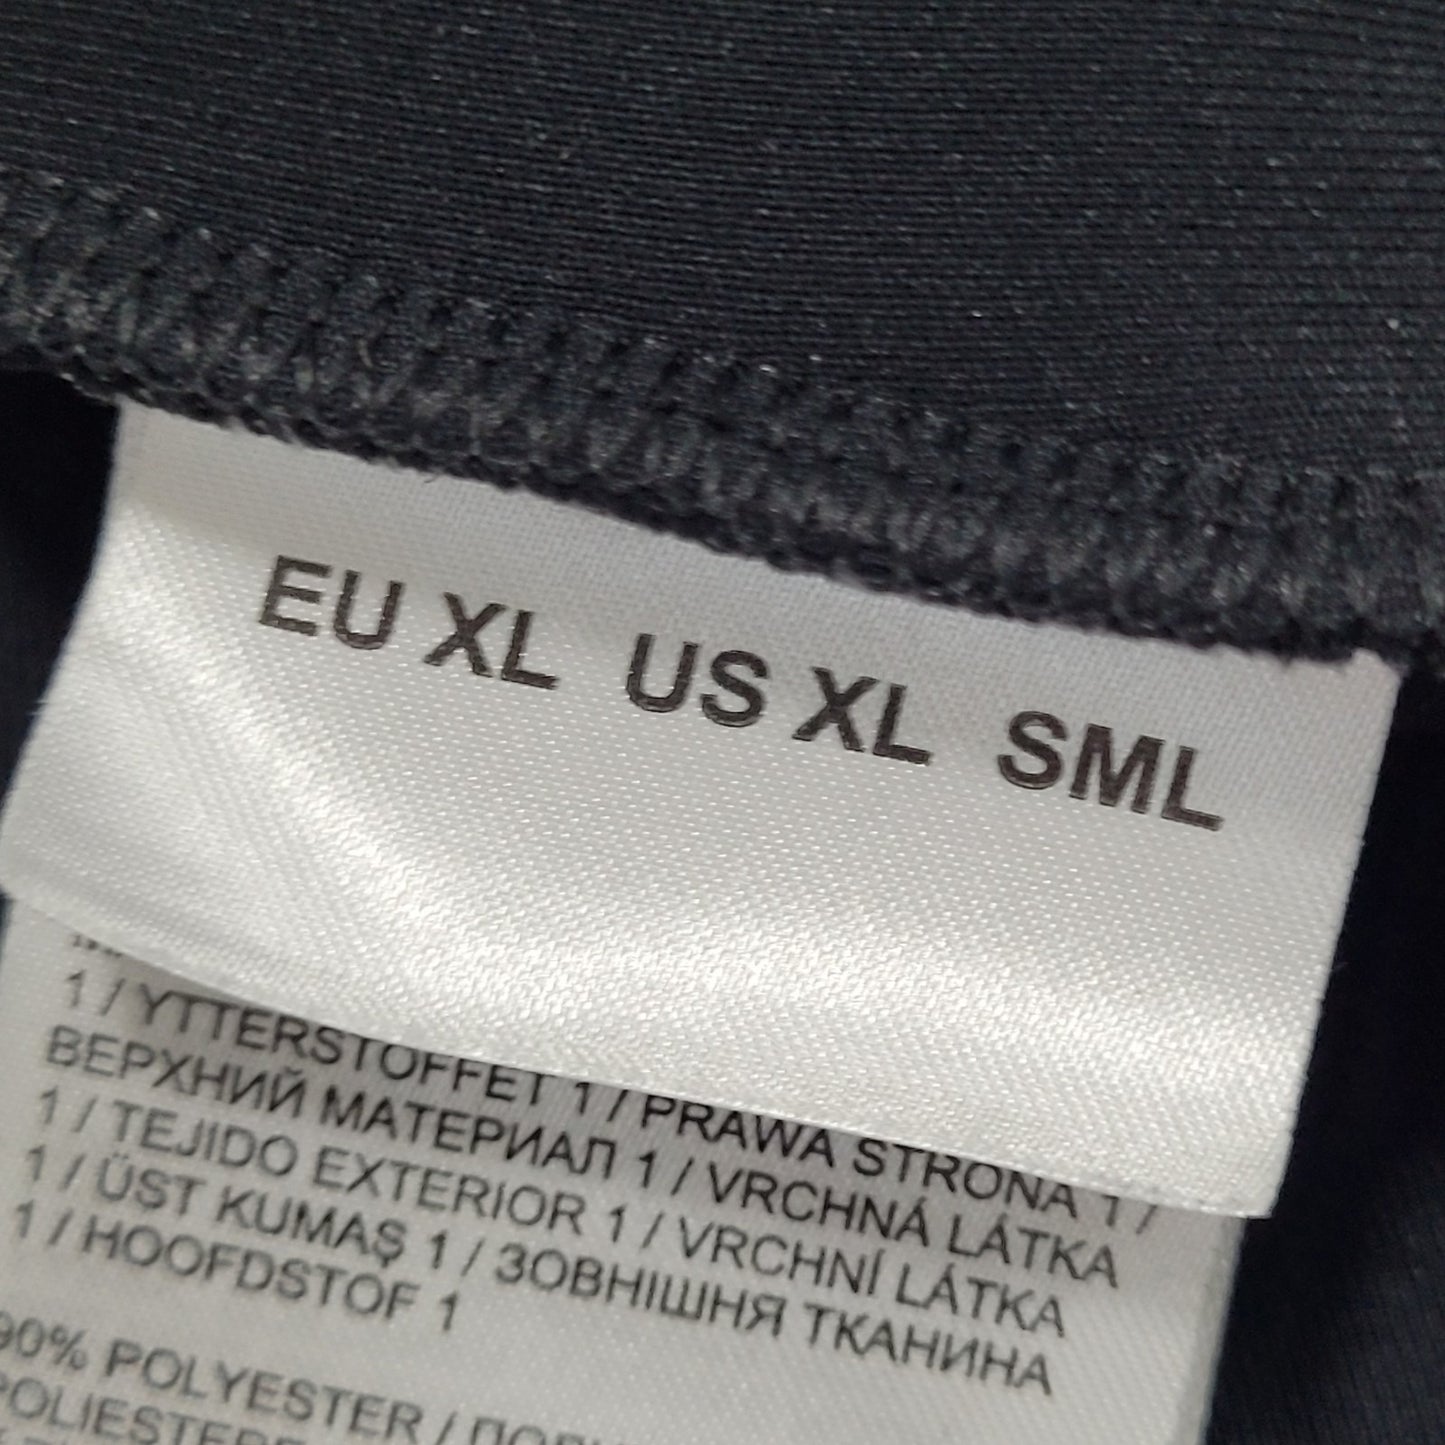 EU XL US XL SML
1 / YTTERSTOFFET 1 / PRAWA STRONA 1 /
ВЕРХНИЙ МАТЕРИАЛ 1 / VRCHNÁ LÁTKA
1 / TEJIDO EXTERIOR 1 / VRCHNÍ LÁTKA
1 / ÜST KUMAŞ 1 / ЗОВНІШНЯ ТКАНИНА
1 / HOOFDSTOF 1
90% POLYESTER /